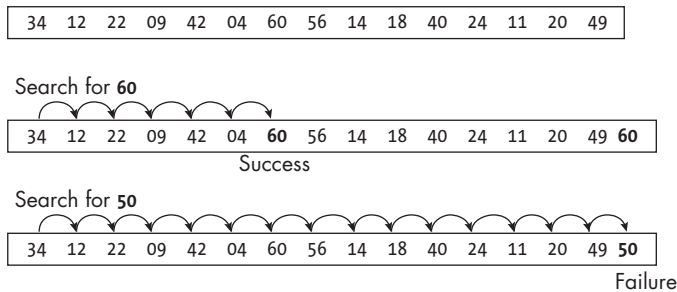 34 12 22 09 42 04 60 56 14 18 40 24 11 20 49
Search for 60
34 12 22 09 42 04 60 56 14 18 40 24 11 20 49 60
Success
Search for 50
34 12 22 09 42 04 60 56 14 18 40 24 11 20 49 50
Failure